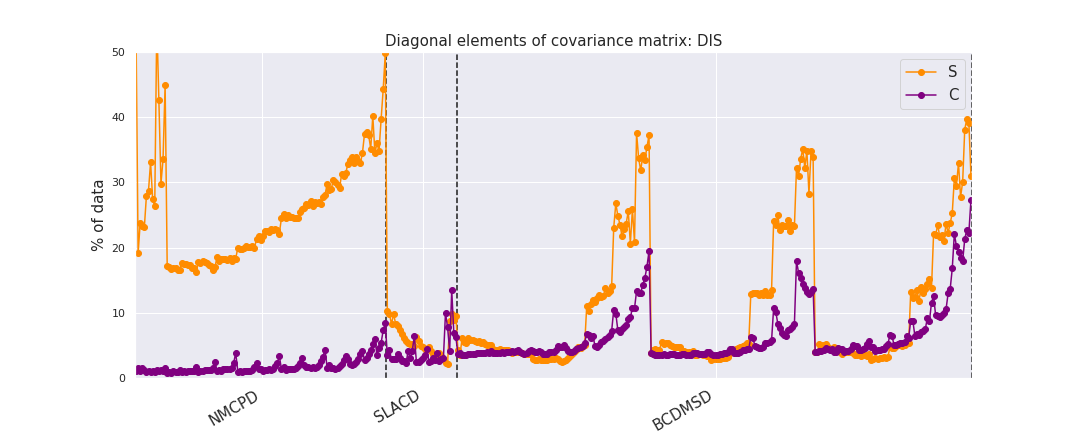 Diagonal elements of covariance matrix: DIS
50
40
30
20
10
0
% of data
S
C
NMCPD
SLACD
BCDMSD